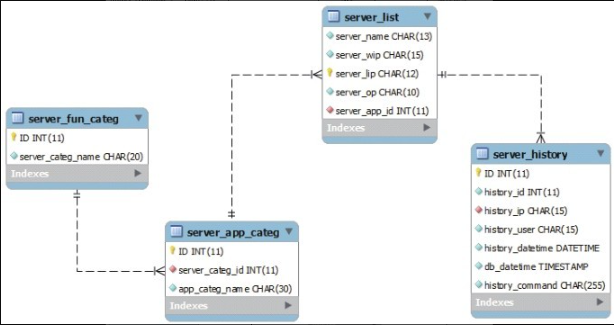 server_list
server_name CHAR(13)
server_wip CHAR(15)
server_lip CHAR(12)
server_op CHAR(10)
server_app_id INT(11)
Indexes
server_fun_categ
ID INT(11)
server_categ_name CHAR(20)
Indexes
server_history
ID INT(11)
history_id INT(11)
history_ip CHAR(15)
history_user CHAR(15)
history_datetime DATETIME
db_datetime TIMESTAMP
history_command CHAR(255)
Indexes
server_app_categ
ID INT(11)
server_categ_id INT(11)
app_categ_name CHAR(30)
Indexes